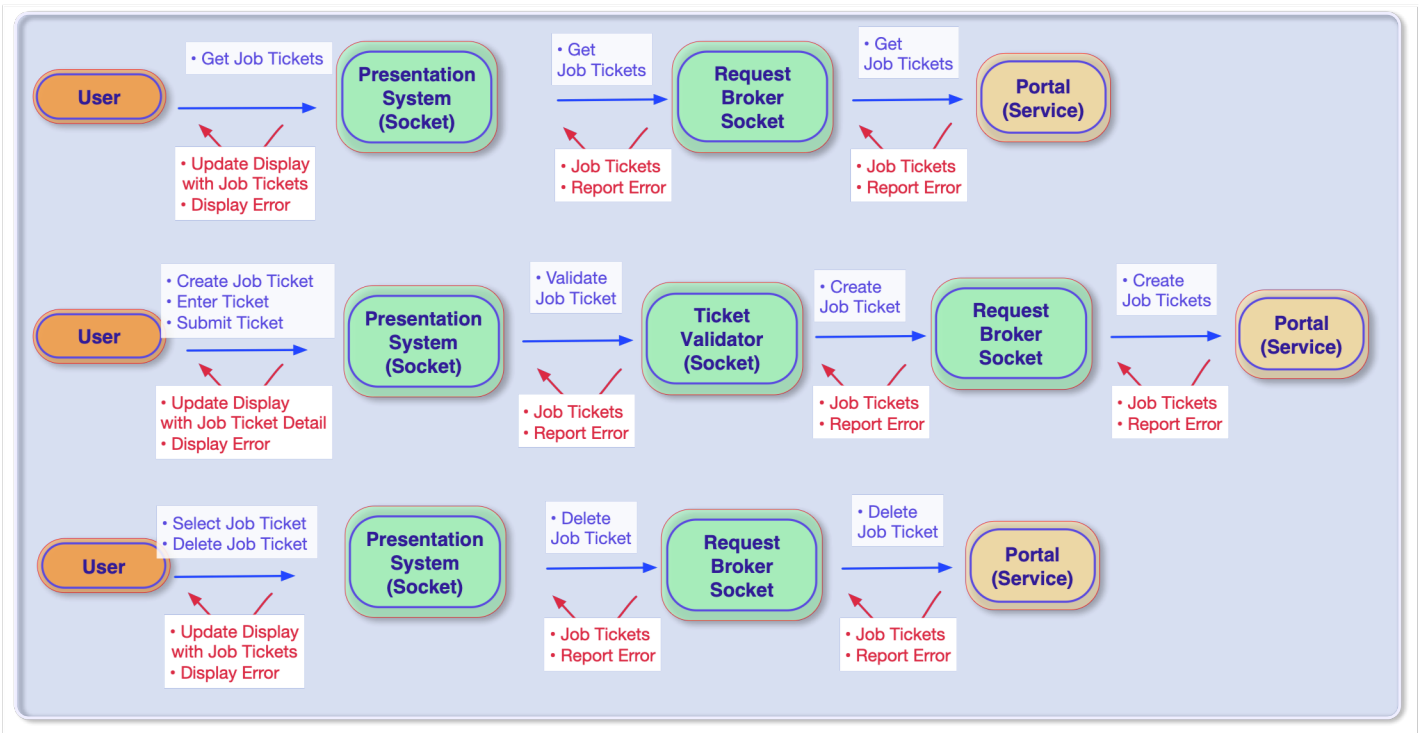 User
• Get Job Tickets
Presentation
System
(Socket)
• Get
Job Tickets
Request
Broker
Socket
• Get
Job Tickets
Portal
(Service)
• Update Display
with Job Tickets
• Display Error
• Job Tickets
• Report Error
• Job Tickets
• Report Error
User
• Create Job Ticket
• Enter Ticket
• Submit Ticket
Presentation
System
(Socket)
• Validate
Job Ticket
Ticket
Validator
(Socket)
• Create
Job Ticket
Request
Broker
Socket
• Create
Job Tickets
Portal
(Service)
• Update Display
with Job Ticket Detail
• Display Error
• Job Tickets
• Report Error
• Job Tickets
• Report Error
• Job Tickets
• Report Error
User
• Select Job Ticket
• Delete Job Ticket
Presentation
System
(Socket)
• Delete
Job Ticket
Request
Broker
Socket
• Delete
Job Ticket
Portal
(Service)
• Update Display
with Job Tickets
• Display Error
• Job Tickets
• Report Error
• Job Tickets
• Report Error